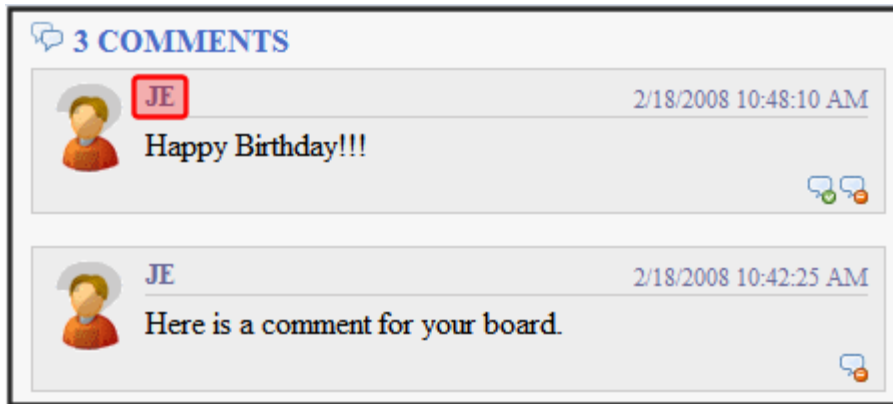 3 COMMENTS
JE 2/18/2008 10:48:10 AM
Happy Birthday!!!
JE 2/18/2008 10:42:25 AM
Here is a comment for your board.